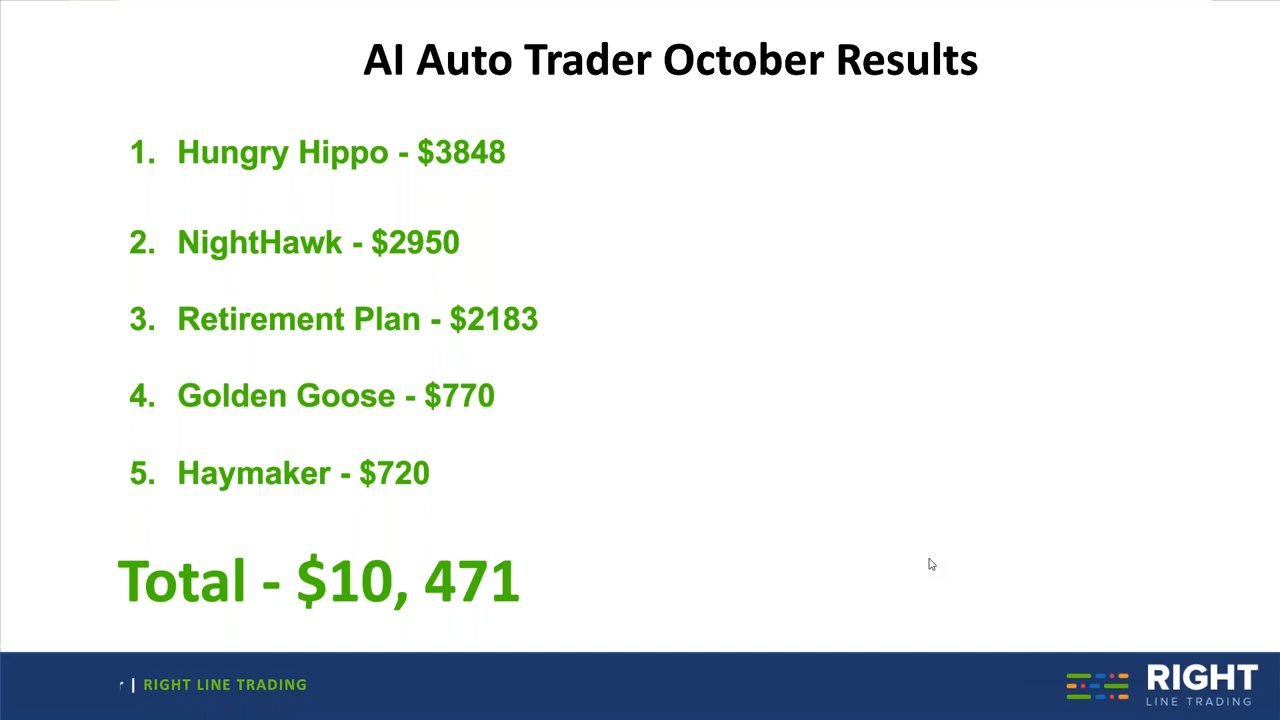 AI Auto Trader October Results
1. Hungry Hippo - $3848
2. NightHawk - $2950
3. Retirement Plan - $2183
4. Golden Goose - $770
5. Haymaker - $720
Total - $10, 471
| RIGHT LINE TRADING
RIGHT
LINE TRADING